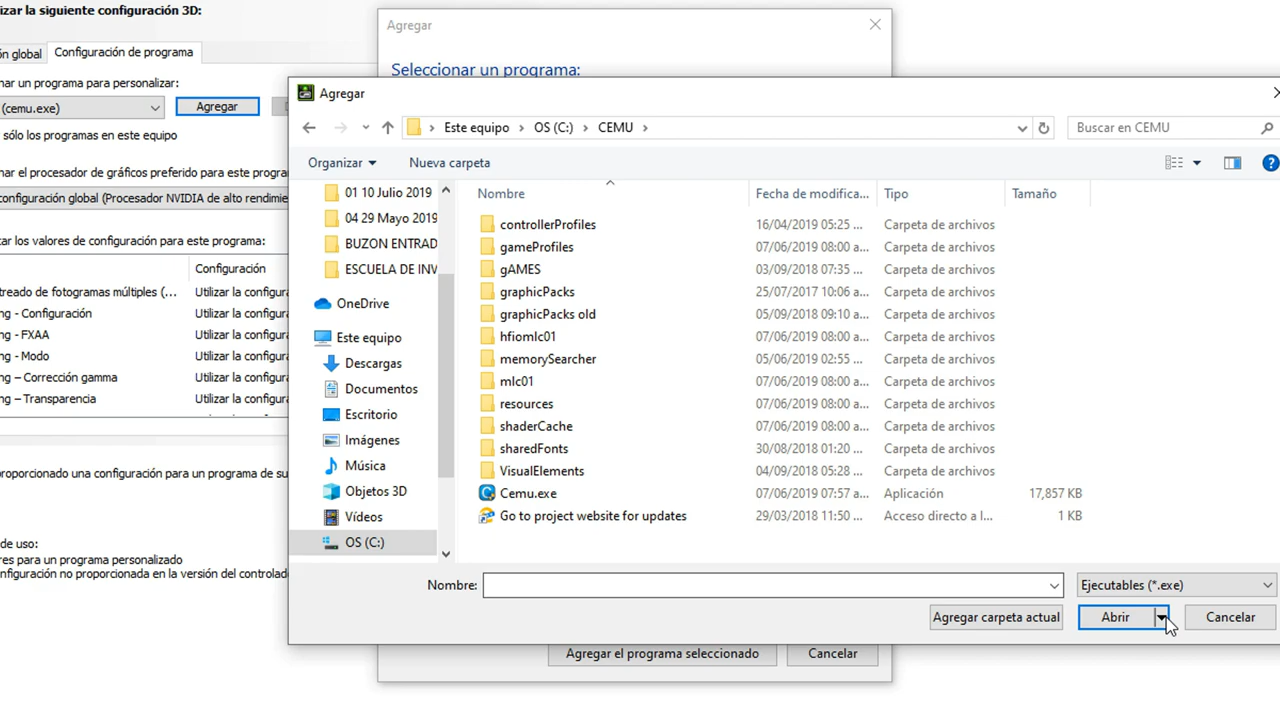 izar la siguiente configuración 3D:
ón global
Configuración de programa
nar un programa para personalizar:
(cemu.exe)
Agregar
sólo los programas en este equipo
nar el procesador de gráficos preferido para este progra
configuración global (Procesador NVIDIA de alto rendimie
tar los valores de configuración para este programa:
Configuración
treado de fotogramas múltiples (... Utilizar la configura
ng - Configuración Utilizar la configura
ng - FXAA Utilizar la configura
ng - Modo Utilizar la configura
ng – Corrección gamma Utilizar la configura
ng – Transparencia Utilizar la configura
proporcionado una configuración para un programa de su
de uso:
res para un programa personalizado
nfiguración no proporcionada en la versión del controlad
Agregar
Seleccionar un programa:
Agregar
Este equipo › OS (C:) › CEMU ›
Buscar en CEMU
Organizar
Nueva carpeta
01 10 Julio 2019
04 29 Mayo 2019
BUZON ENTRAD
ESCUELA DE INV
OneDrive
Este equipo
Descargas
Documentos
Escritorio
Imágenes
Música
Objetos 3D
Vídeos
OS (C:)
Nombre Fecha de modifica... Tipo Tamaño
controllerProfiles 16/04/2019 05:25 ... Carpeta de archivos
gameProfiles 07/06/2019 08:00 a... Carpeta de archivos
gAMES 03/09/2018 07:35 ... Carpeta de archivos
graphicPacks 25/07/2017 10:06 a... Carpeta de archivos
graphicPacks old 05/09/2018 09:10 ... Carpeta de archivos
hfiomlc01 07/06/2019 08:00 a... Carpeta de archivos
memorySearcher 05/06/2019 02:55 ... Carpeta de archivos
mlc01 07/06/2019 08:00 a... Carpeta de archivos
resources 07/06/2019 08:00 a... Carpeta de archivos
shaderCache 07/06/2019 08:00 a... Carpeta de archivos
sharedFonts 30/08/2018 01:20 ... Carpeta de archivos
VisualElements 04/09/2018 05:28 ... Carpeta de archivos
Cemu.exe 07/06/2019 07:57 a... Aplicación 17,857 KB
Go to project website for updates 29/03/2018 11:50 ... Acceso directo a l... 1 KB
Nombre:
Ejecutables (*.exe)
Agregar carpeta actual
Abrir
Cancelar
Agregar el programa seleccionado
Cancelar